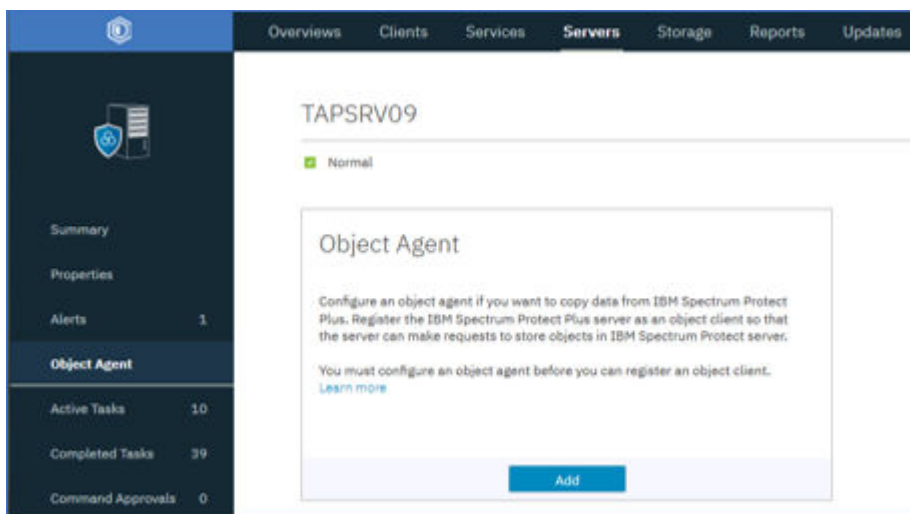 Overviews Clients Services Servers Storage Reports Updates
TAPSRV09
Normal
Summary
Properties
Alerts 1
Object Agent
Active Tasks 10
Completed Tasks 39
Command Approvals 0
Object Agent
Configure an object agent if you want to copy data from IBM Spectrum Protect
Plus. Register the IBM Spectrum Protect Plus server as an object client so that
the server can make requests to store objects in IBM Spectrum Protect server.
You must configure an object agent before you can register an object client.
Learn more
Add